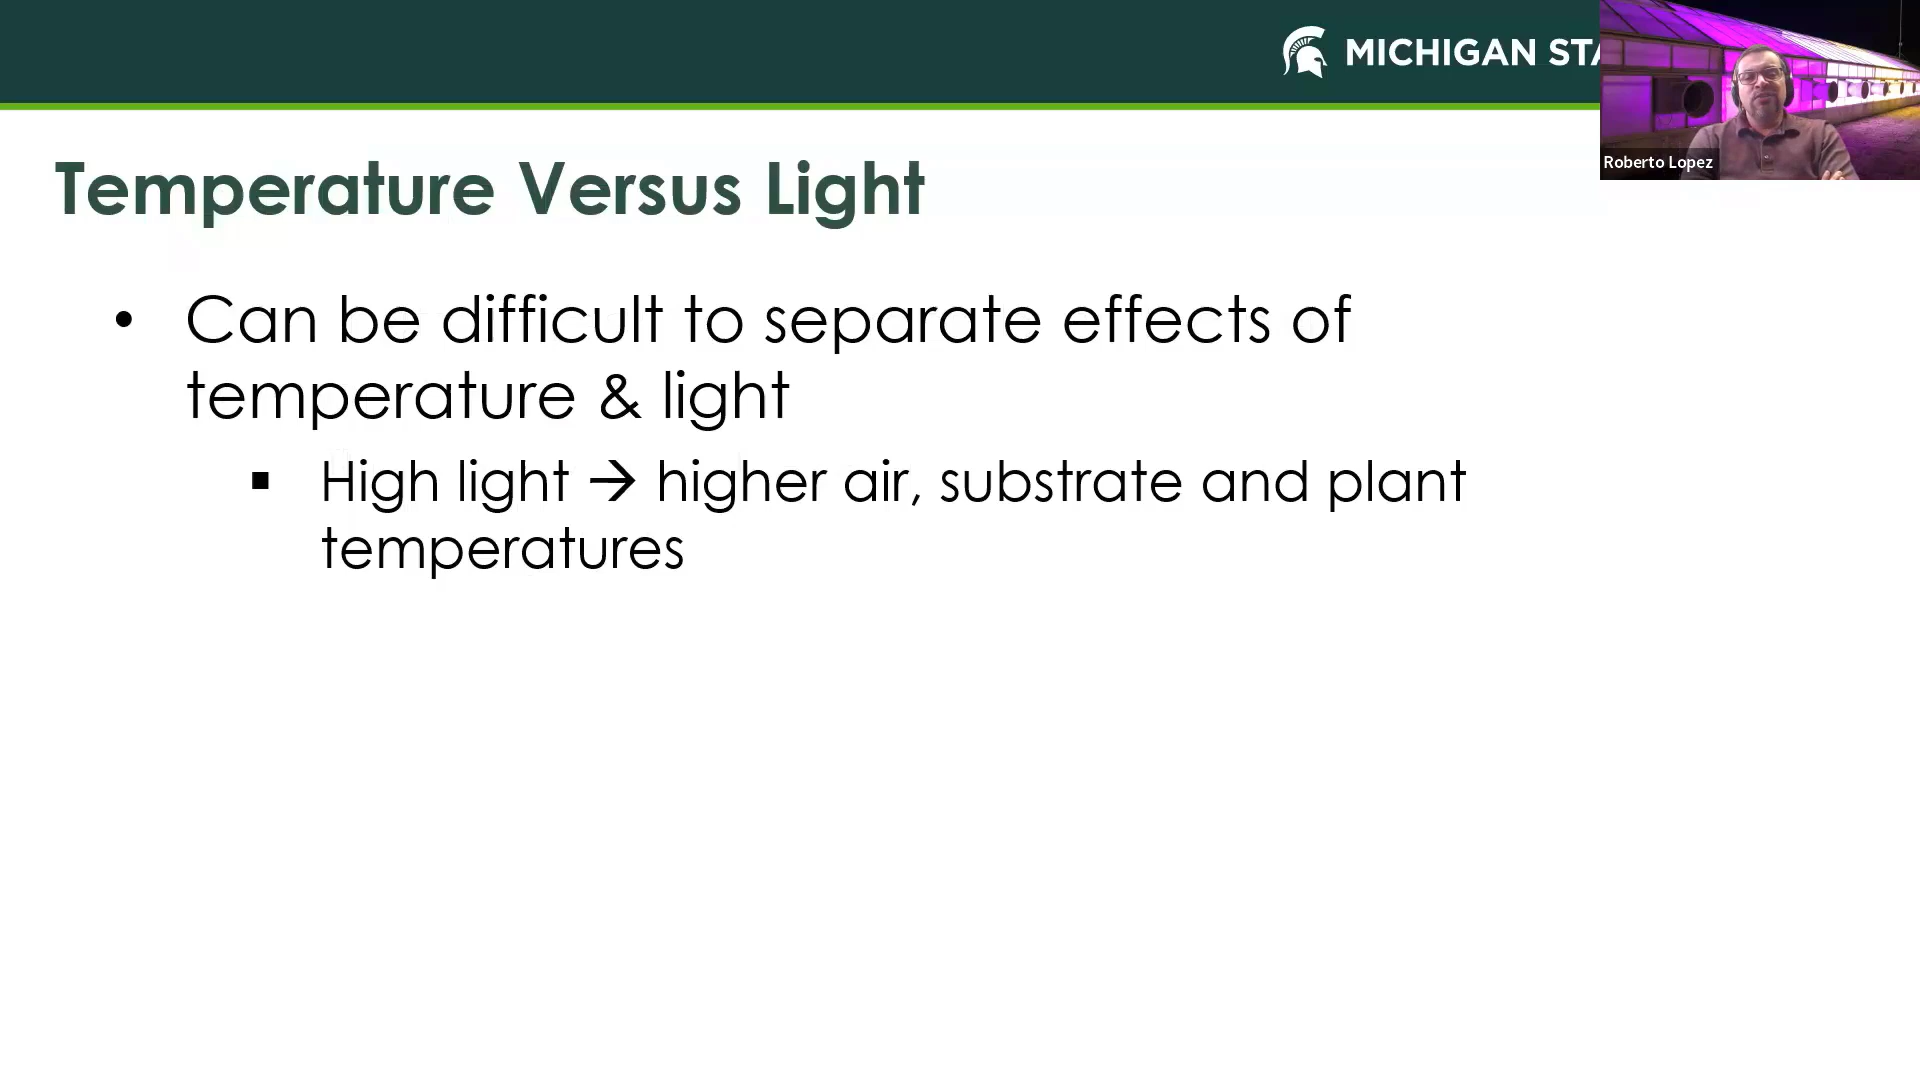 MICHIGAN STA
Roberto Lopez
Temperature Versus Light
• Can be difficult to separate effects of
temperature & light
▪ High light → higher air, substrate and plant
temperatures